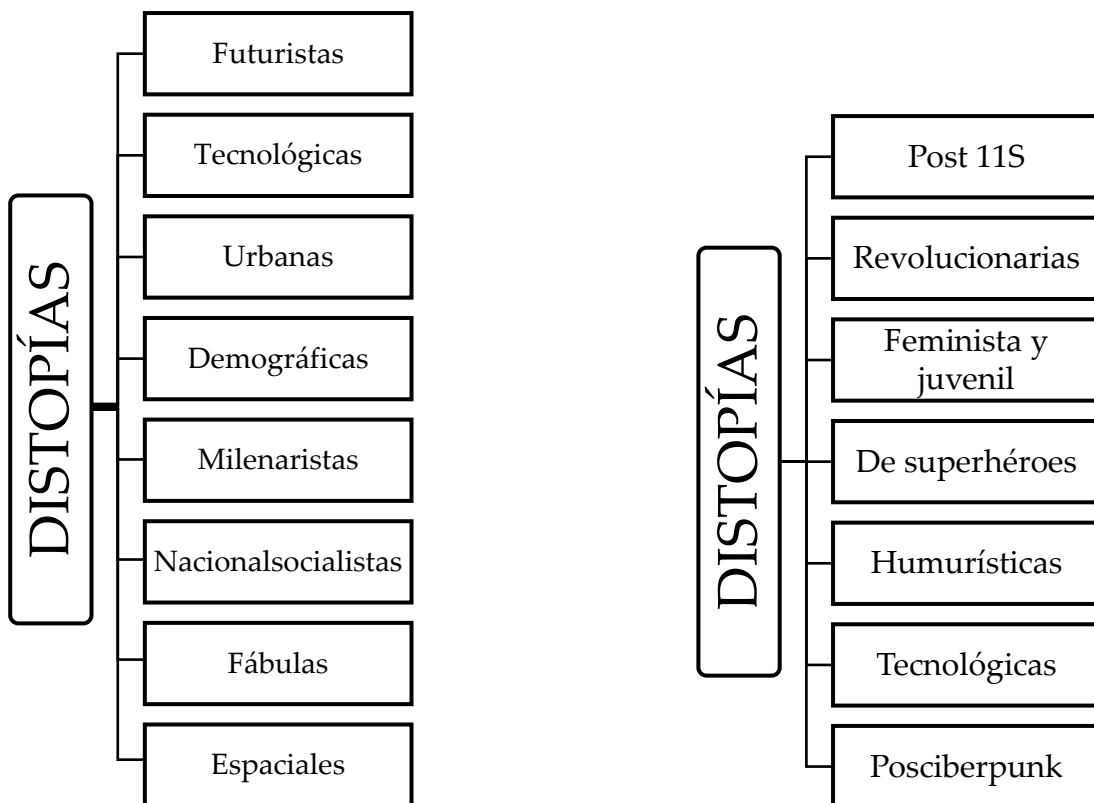 DISTOPÍAS
Futuristas
Tecnológicas
Urbanas
Demográficas
Milenaristas
Nacionalsocialistas
Fábulas
Espaciales
DISTOPÍAS
Post 11S
Revolucionarias
Feminista y
juvenil
De superhéroes
Humurísticas
Tecnológicas
Posciberpunk